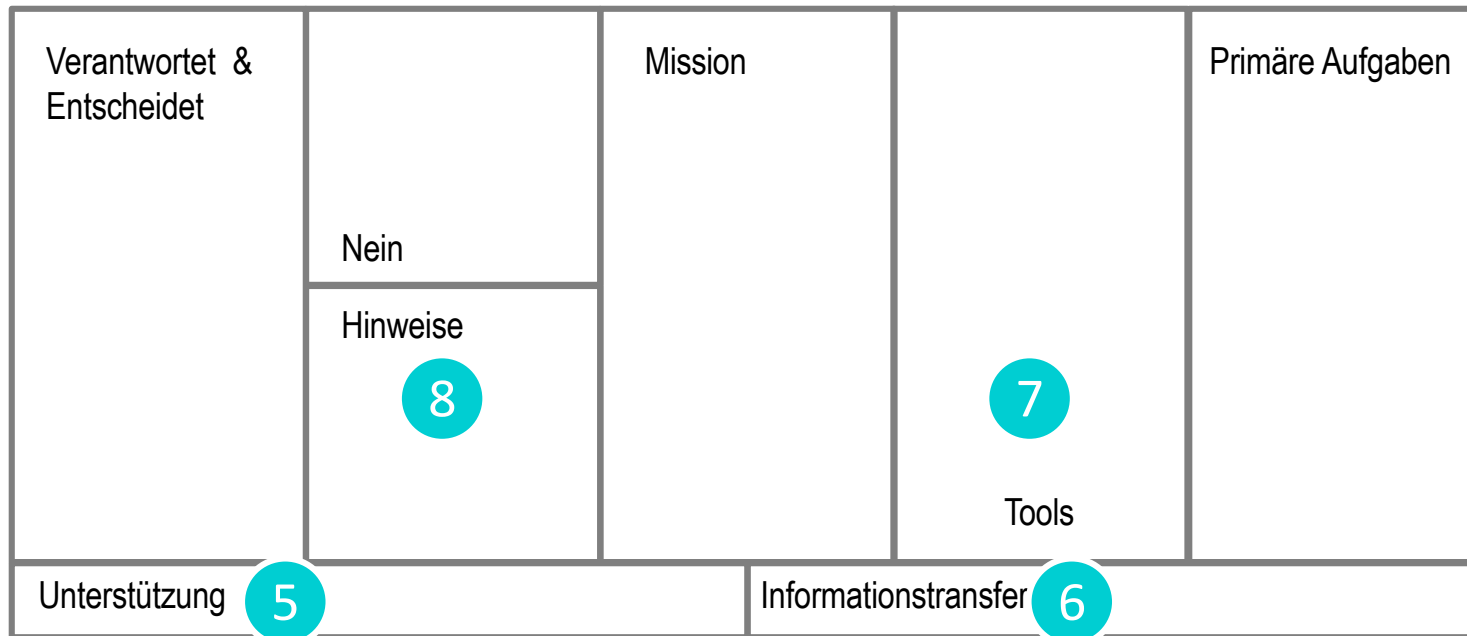 Verantwortet &
Entscheidet
Nein
Hinweise
8
Mission
7
Tools
Primäre Aufgaben
Unterstützung
5
Informationstransfer
6